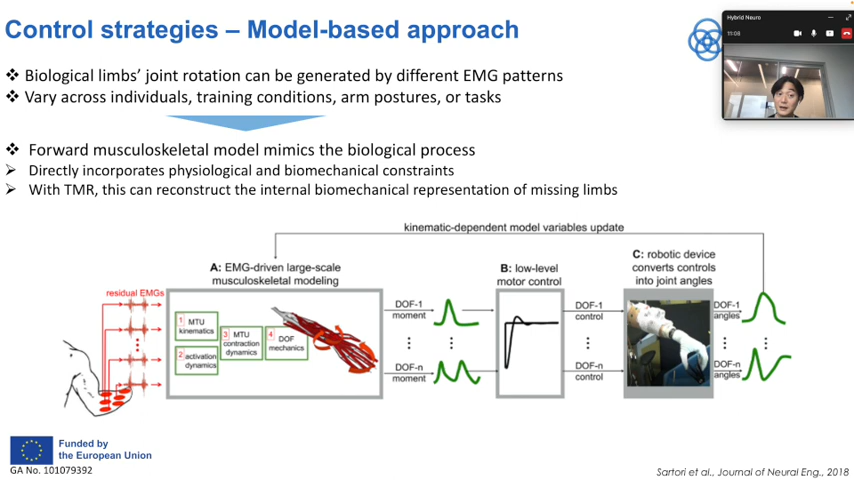 Control strategies – Model-based approach
Hybrid Neuro
11:08
❖ Biological limbs' joint rotation can be generated by different EMG patterns
❖ Vary across individuals, training conditions, arm postures, or tasks
❖ Forward musculoskeletal model mimics the biological process
➢ Directly incorporates physiological and biomechanical constraints
➢ With TMR, this can reconstruct the internal biomechanical representation of missing limbs
kinematic-dependent model variables update
A: EMG-driven large-scale
musculoskeletal modeling
B: low-level
motor control
C: robotic device
converts controls
into joint angles
residual EMGs
1 MTU
kinematics
2 activation
dynamics
3 MTU
contraction
dynamics
4 DOF
mechanics
DOF-1
moment
DOF-n
moment
DOF-1
control
DOF-n
control
DOF-1
angles
DOF-n
angles
Funded by
the European Union
GA No. 101079392
Sartori et al., Journal of Neural Eng., 2018